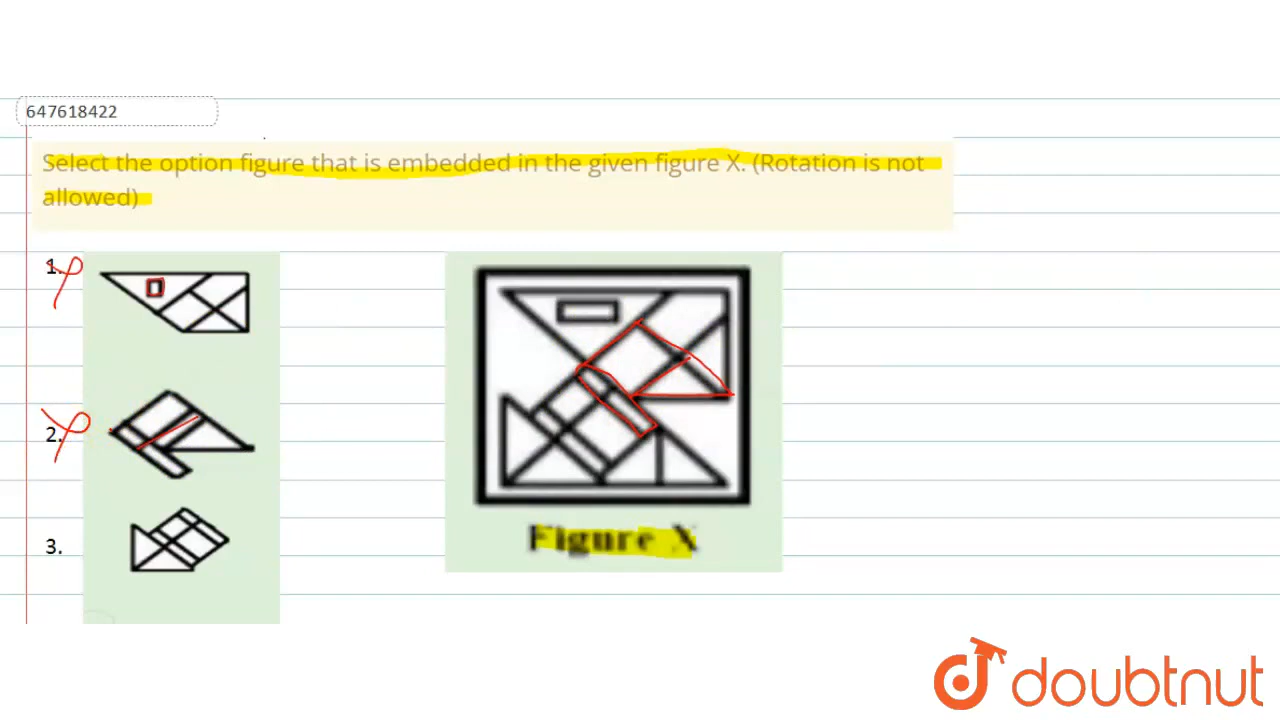 647618422
Select the option figure that is embedded in the given figure X. (Rotation is not
allowed)
1.
2.
3.
Figure X
doubtnut